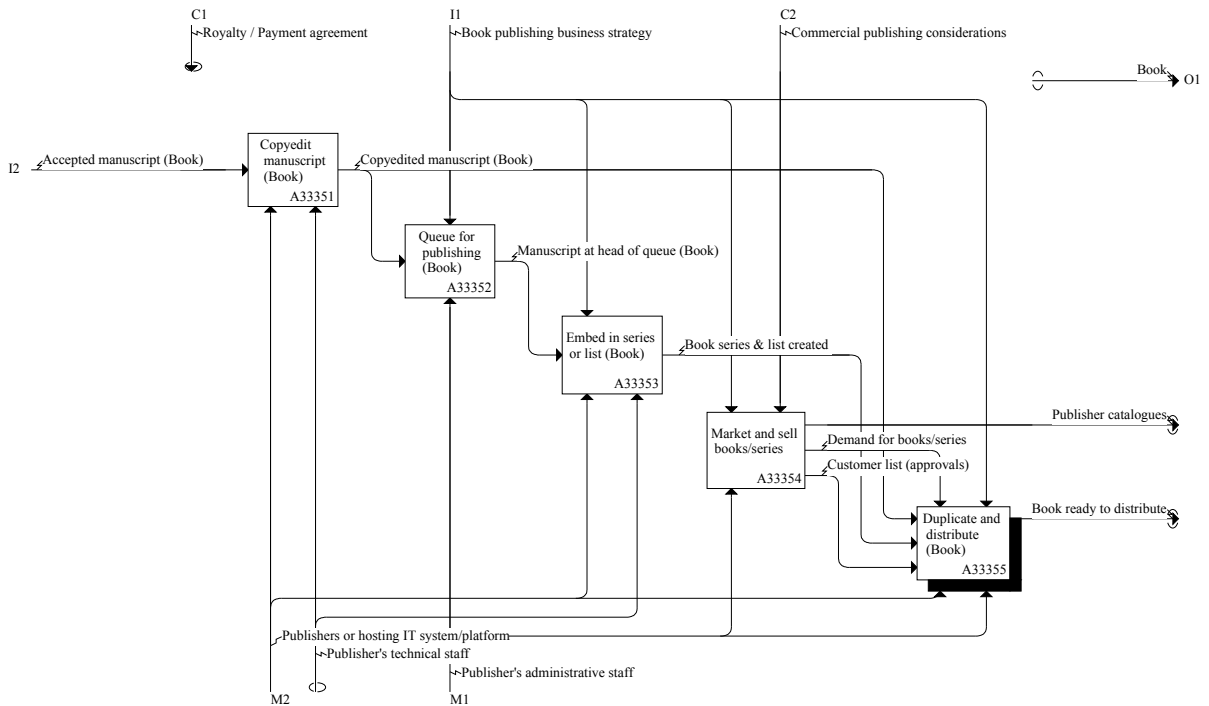 C1
I1
C2
Royalty / Payment agreement
Book publishing business strategy
Commercial publishing considerations
Book
O1
I2
Accepted manuscript (Book)
Copyedit
manuscript
(Book)
A33351
Copyedited manuscript (Book)
Queue for
publishing
(Book)
A33352
Manuscript at head of queue (Book)
Embed in series
or list (Book)
A33353
Book series & list created
Market and sell
books/series
A33354
Publisher catalogues
Demand for books/series
Customer list (approvals)
Duplicate and
distribute
(Book)
A33355
Book ready to distribute
Publishers or hosting IT system/platform
Publisher's technical staff
Publisher's administrative staff
M2
M1